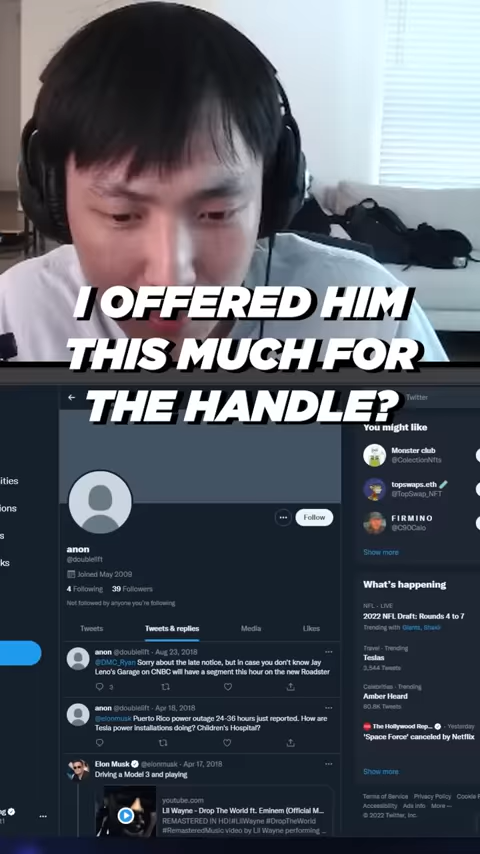 I OFFERED HIM
THIS MUCH FOR
THE HANDLE?
Twitter
ities
ions
s
ks
anon
@doublelift
Joined May 2009
4 Following 39 Followers
Not followed by anyone you're following
Follow
Tweets
Tweets & replies
Media
Likes
anon @doublelift · Aug 23, 2018
@DMC_Ryan Sorry about the late notice, but in case you don't know Jay
Leno's Garage on CNBC will have a segment this hour on the new Roadster
3
anon @doublelift · Apr 18, 2018
@elonmusk Puerto Rico power outage 24-36 hours just reported. How are
Tesla power installations doing? Children's Hospital?
Elon Musk @elonmusk · Apr 17, 2018
Driving a Model 3 and playing
youtube.com
Lil Wayne - Drop The World ft. Eminem (Official M...
REMASTERED IN HD!#LilWayne #DropTheWorld
#RemasteredMusic video by Lil Wayne performing ...
You might like
Monster club
@ColectionNfts
topswaps.eth
@TopSwap_NFT
FIRMINO
@C90Calo
Show more
What's happening
NFL · LIVE
2022 NFL Draft: Rounds 4 to 7
Trending with Giants, Shakir
Travel · Trending
Teslas
3,544 Tweets
Celebrities · Trending
Amber Heard
60.8K Tweets
The Hollywood Rep... · Yesterday
'Space Force' canceled by Netflix
Show more
Terms of Service Privacy Policy Cookie P
Accessibility Ads info More ···
© 2022 Twitter, Inc.